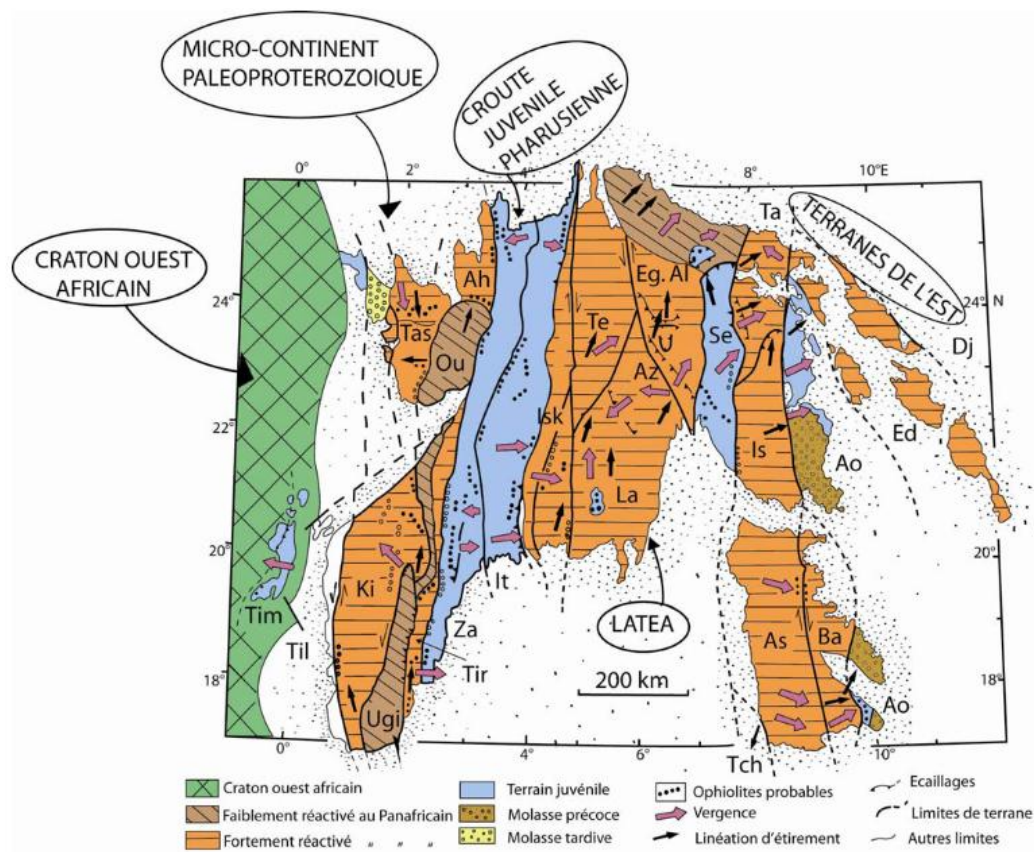 MICRO-CONTINENT
PALEOPROTEROZOIQUE
CROUTE
JUVENILE
PHARUSIENNE
CRATON OUEST
AFRICAIN
TERRANES DE L'EST
LATEA
0° 2° 4° 6° 8° 10°E
24° 24° N
22°
20° 20°
18° 18°
0° 2° 4° 6° 8° 10°
Ta
Ah
Eg. Al
Tas
Te
Se
Dj
Ou
U
Az
Isk
Is
Ed
Ao
La
Ki
It
Tim
Za
Til
Tir
As
Ba
Ugi
Ao
Tch
200 km
Craton ouest africain
Faiblement réactivé au Panafricain
Fortement réactivé „ „ „
Terrain juvénile
Molasse précoce
Molasse tardive
Ophiolites probables
Vergence
Linéation d'étirement
Ecaillages
Limites de terrane
Autres limites